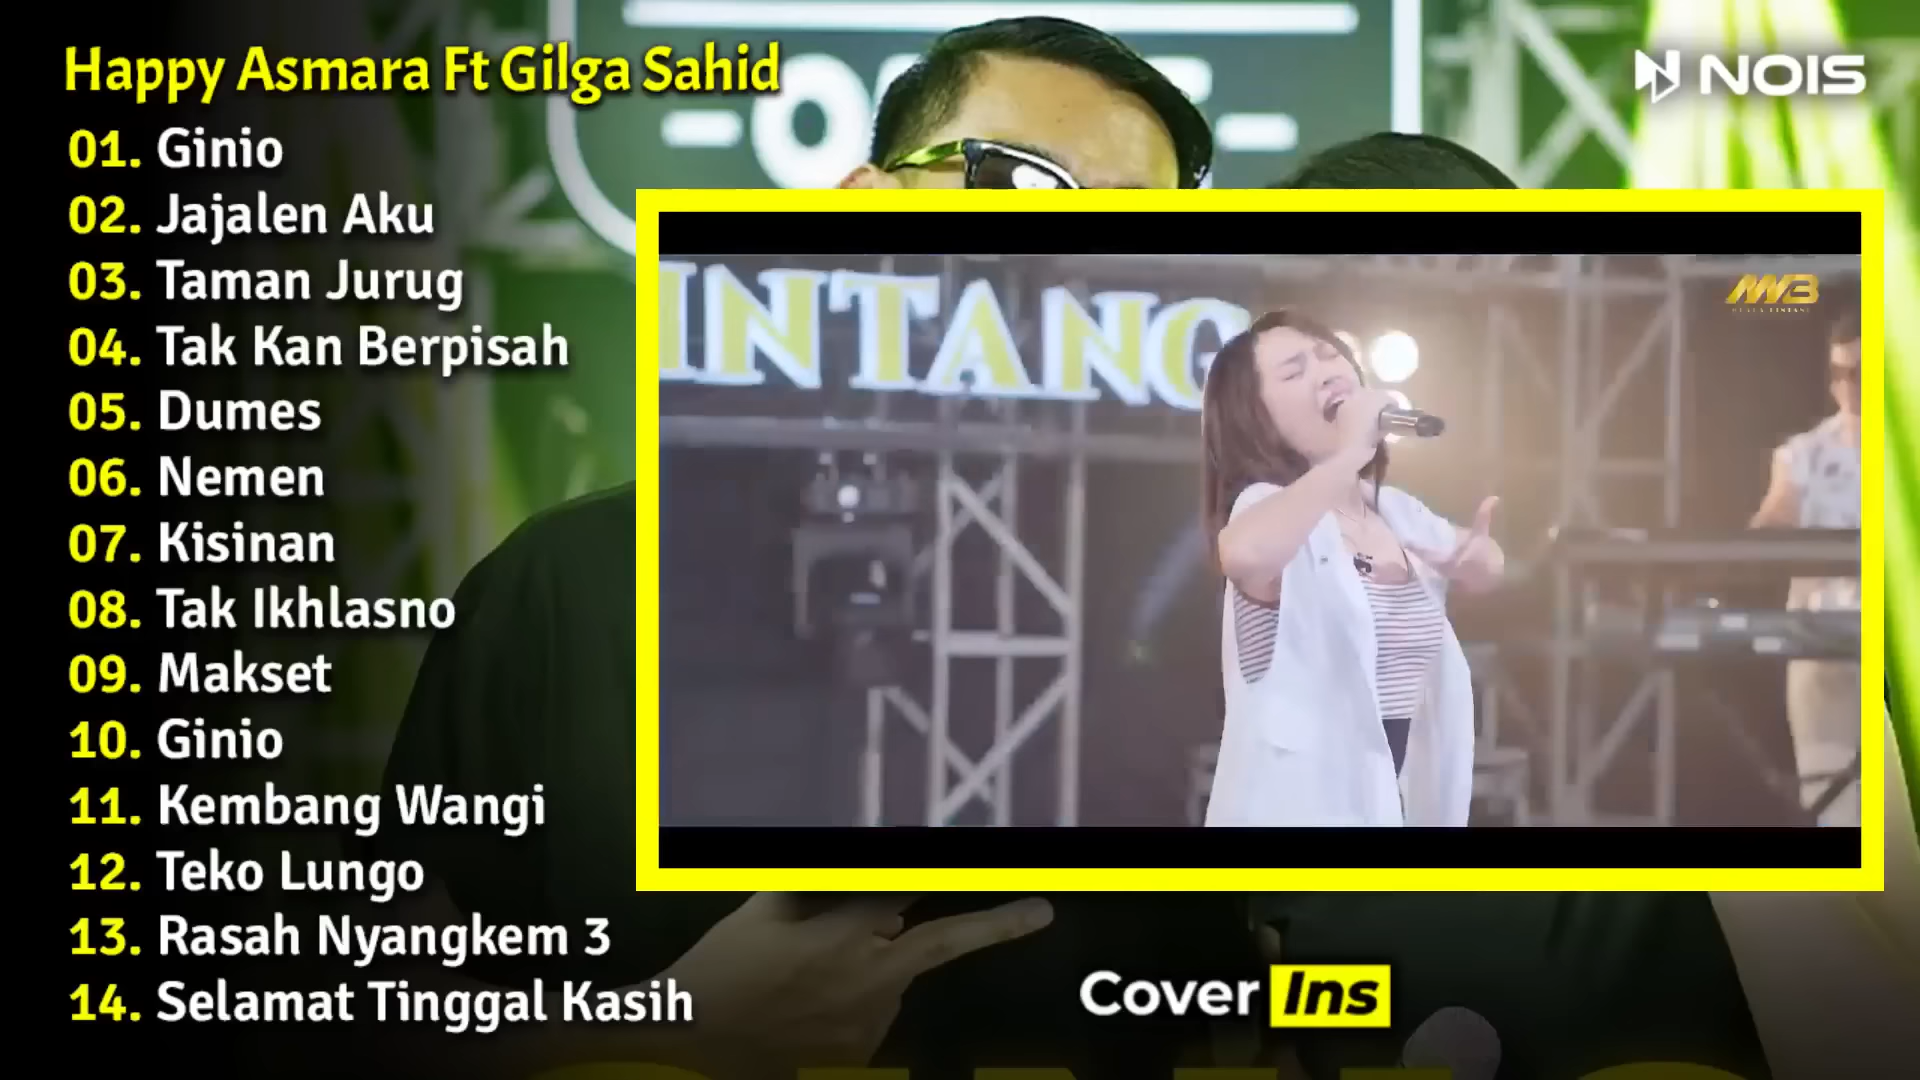 Happy Asmara Ft Gilga Sahid
NOIS
01. Ginio
02. Jajalen Aku
03. Taman Jurug
04. Tak Kan Berpisah
05. Dumes
06. Nemen
07. Kisinan
08. Tak Ikhlasno
09. Makset
10. Ginio
11. Kembang Wangi
12. Teko Lungo
13. Rasah Nyangkem 3
14. Selamat Tinggal Kasih
INTANG
MB
Cover Ins